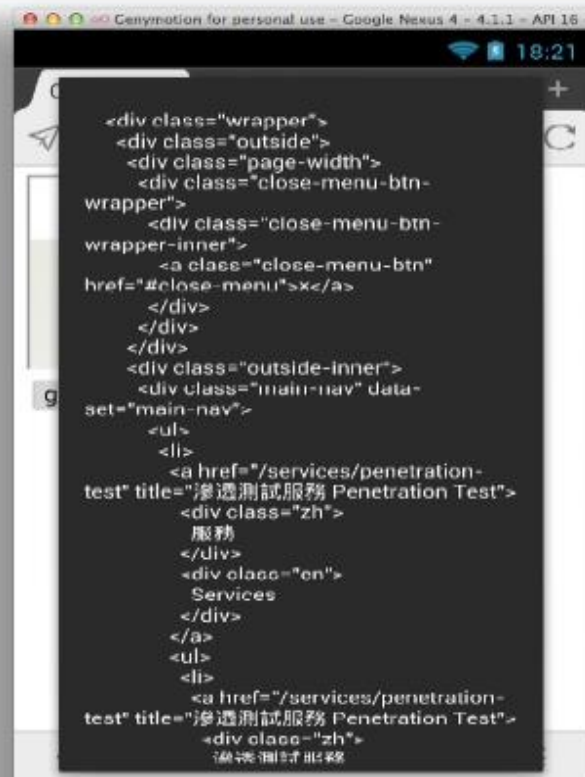 Genymotion for personal use - Google Nexus 4 - 4.1.1 - API 16
18:21
<div class="wrapper">
<div class="outside">
<div class="page-width">
<div class="close-menu-btn-
wrapper">
<div class="close-menu-btn-
wrapper-inner">
<a class="close-menu-btn"
href="#close-menu">×</a>
</div>
</div>
</div>
<div class="outside-inner">
<div class="main-nav" data-
set="main-nav">
<ul>
<li>
<a href="/services/penetration-
test" title="滲透測試服務 Penetration Test">
<div class="zh">
服務
</div>
<div class="en">
Services
</div>
</a>
<ul>
<li>
<a href="/services/penetration-
test" title="滲透測試服務 Penetration Test">
<div class="zh">
滲透測試服務